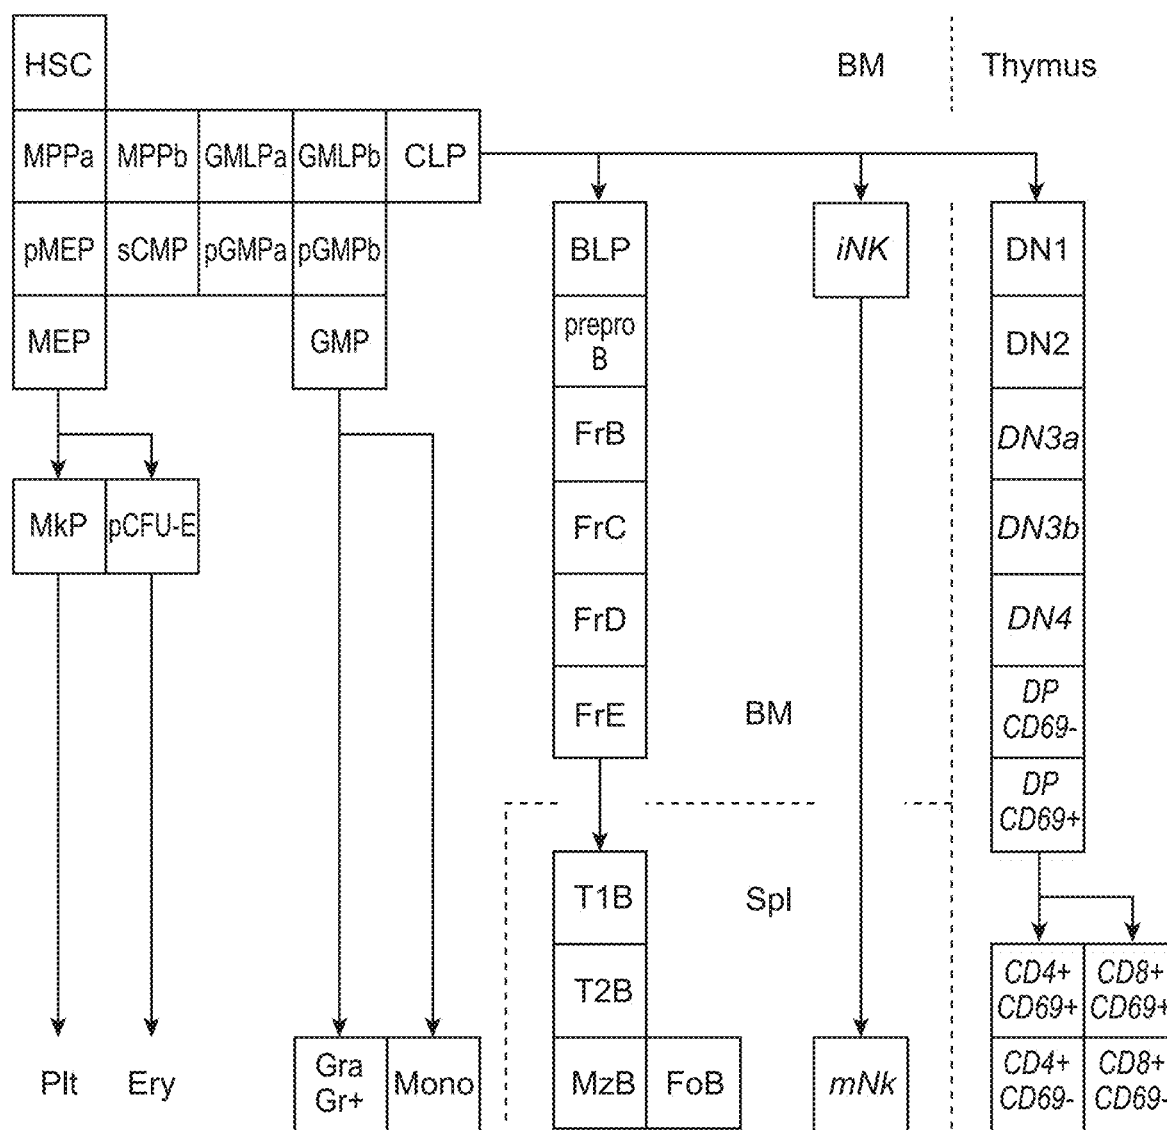 HSC
BM
Thymus
MPPa
MPPb
GMLPa
GMLPb
CLP
pMEP
sCMP
pGMPa
pGMPb
BLP
iNK
DN1
MEP
GMP
prepro
B
DN2
FrB
DN3a
MkP
pCFU-E
FrC
DN3b
FrD
DN4
FrE
BM
DP
CD69-
DP
CD69+
T1B
Spl
T2B
CD4+
CD69+
CD8+
CD69+
Plt
Ery
Gra
Gr+
Mono
MzB
FoB
mNk
CD4+
CD69-
CD8+
CD69-